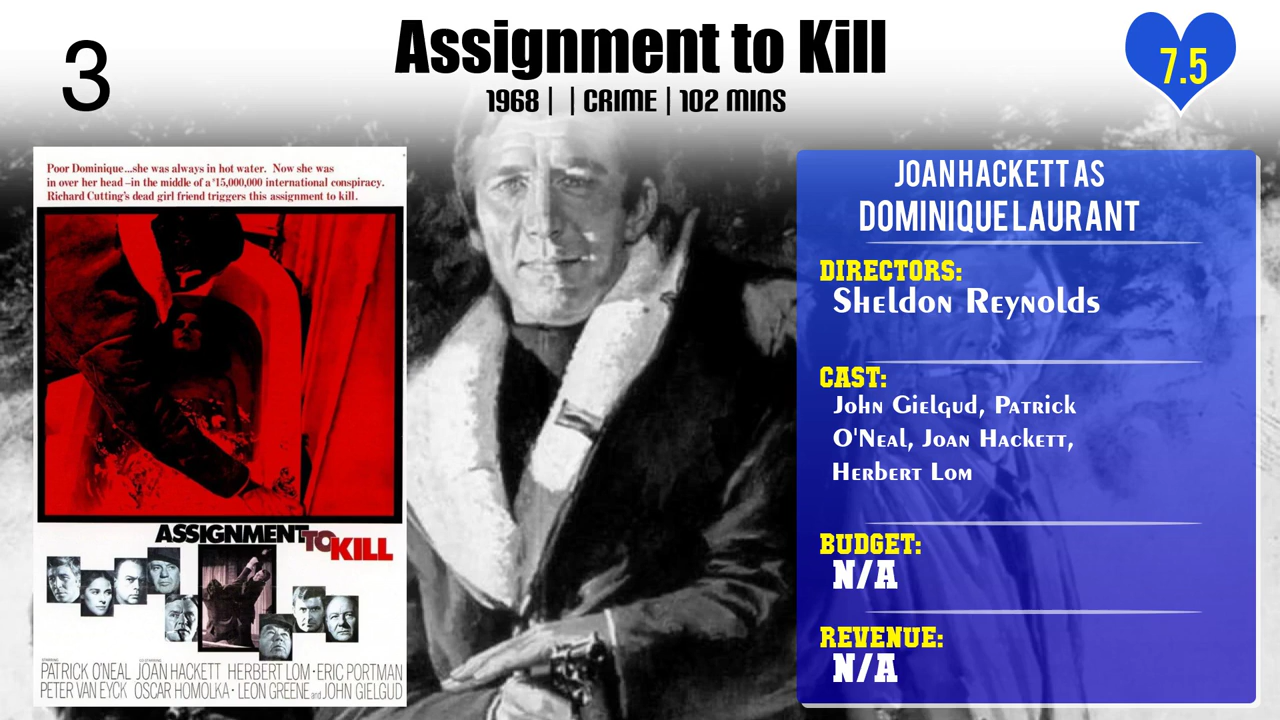 3
Assignment to Kill
1968 | | CRIME | 102 MINS
7.5
Poor Dominique...she was always in hot water. Now she was
in over her head –in the middle of a $15,000,000 international conspiracy.
Richard Cutting's dead girl friend triggers this assignment to kill.
ASSIGNMENT TO KILL
PATRICK O'NEAL JOAN HACKETT HERBERT LOM · ERIC PORTMAN
PETER VAN EYCK OSCAR HOMOLKA · LEON GREENE and JOHN GIELGUD
JOAN HACKETT AS
DOMINIQUE LAURANT
DIRECTORS:
Sheldon Reynolds
CAST:
John Gielgud, Patrick
O'Neal, Joan Hackett,
Herbert Lom
BUDGET:
N/A
REVENUE:
N/A